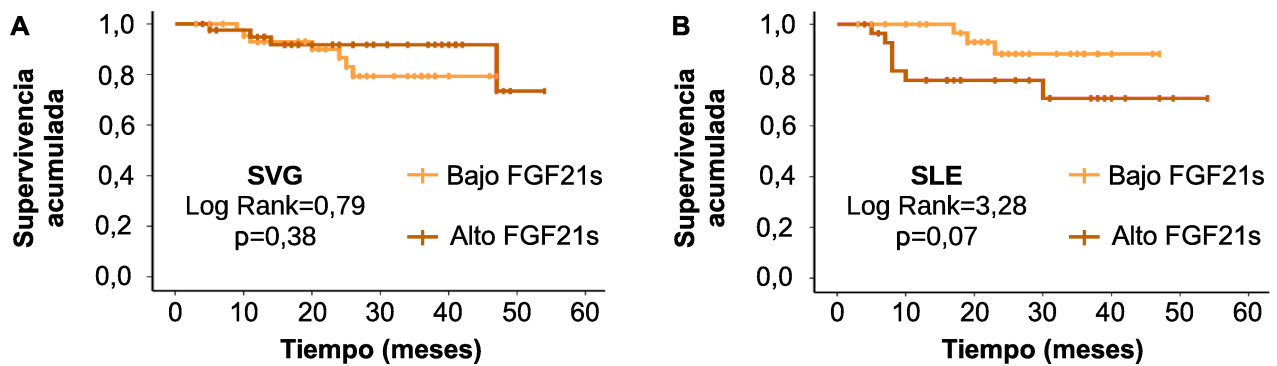 A
Supervivencia
acumulada
1,0
0,8
0,6
0,4
0,2
0,0
SVG
Log Rank=0,79
p=0,38
Bajo FGF21s
Alto FGF21s
0 10 20 30 40 50 60
Tiempo (meses)
B
Supervivencia
acumulada
1,0
0,8
0,6
0,4
0,2
0,0
SLE
Log Rank=3,28
p=0,07
Bajo FGF21s
Alto FGF21s
0 10 20 30 40 50 60
Tiempo (meses)